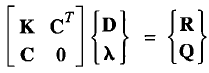 [ K C^T ] { D } = { R }
[ C 0 ] { λ } { Q }